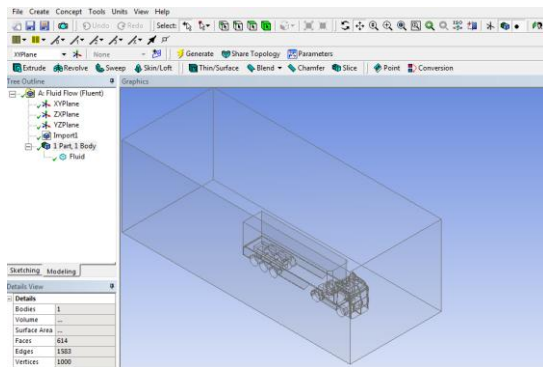 File Create Concept Tools Units View Help
Undo Redo Select:
XYPlane None Generate Share Topology Parameters
Extrude Revolve Sweep Skin/Loft Thin/Surface Blend Chamfer Slice Point Conversion
Tree Outline
Graphics
A: Fluid Flow (Fluent)
XYPlane
ZXPlane
YZPlane
Import1
1 Part, 1 Body
Fluid
Sketching Modeling
Details View
Details
Bodies 1
Volume ...
Surface Area ...
Faces 614
Edges 1583
Vertices 1000